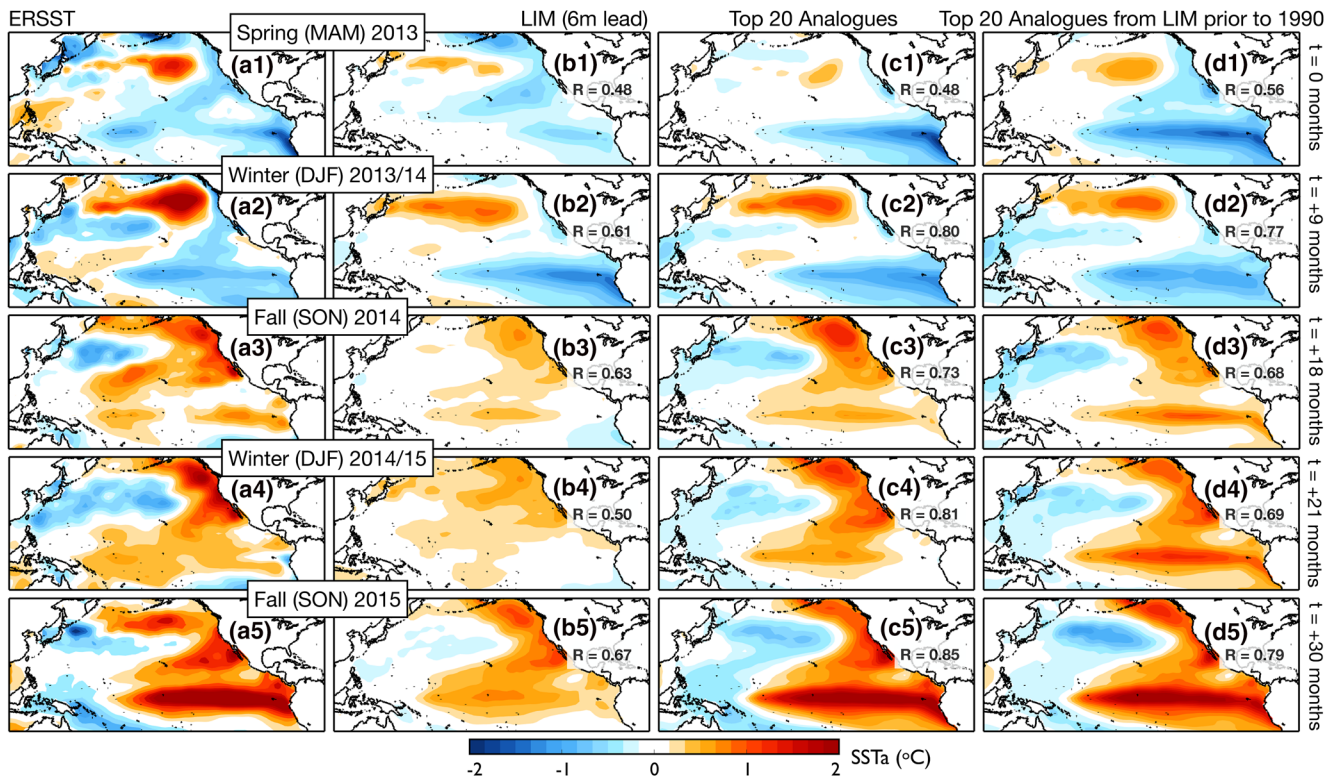 ERSST
LIM (6m lead)
Top 20 Analogues
Top 20 Analogues from LIM prior to 1990
Spring (MAM) 2013
(a1)
(b1)
R = 0.48
(c1)
R = 0.48
(d1)
R = 0.56
t = 0 months
Winter (DJF) 2013/14
(a2)
(b2)
R = 0.61
(c2)
R = 0.80
(d2)
R = 0.77
t = +9 months
Fall (SON) 2014
(a3)
(b3)
R = 0.63
(c3)
R = 0.73
(d3)
R = 0.68
t = +18 months
Winter (DJF) 2014/15
(a4)
(b4)
R = 0.50
(c4)
R = 0.81
(d4)
R = 0.69
t = +21 months
Fall (SON) 2015
(a5)
(b5)
R = 0.67
(c5)
R = 0.85
(d5)
R = 0.79
t = +30 months
-2 -1 0 1 2 SSTa (°C)